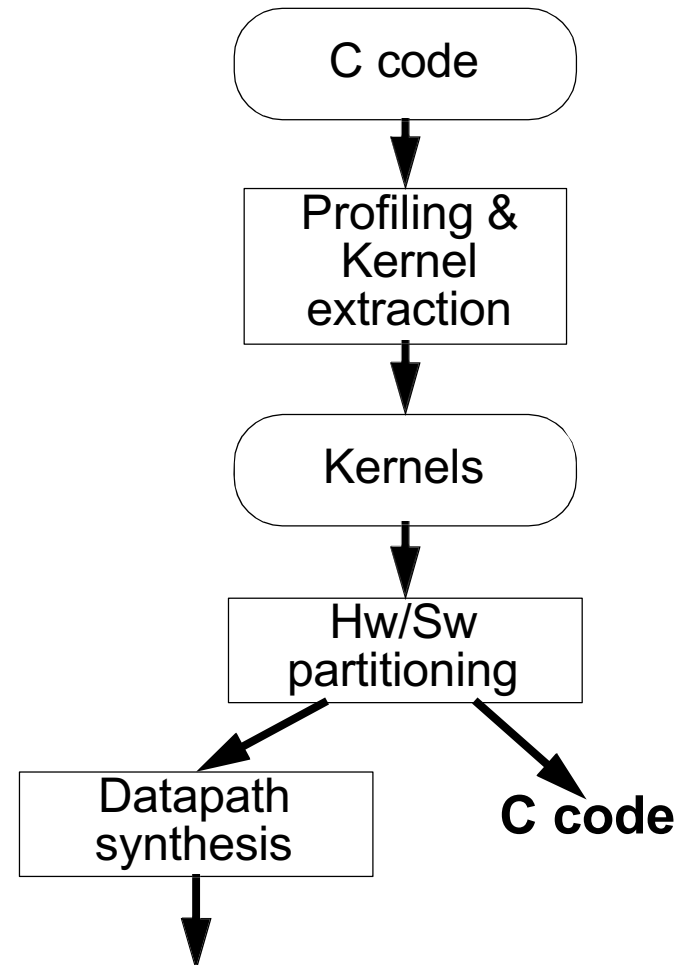 C code
Profiling &
Kernel
extraction
Kernels
Hw/Sw
partitioning
Datapath
synthesis
C code